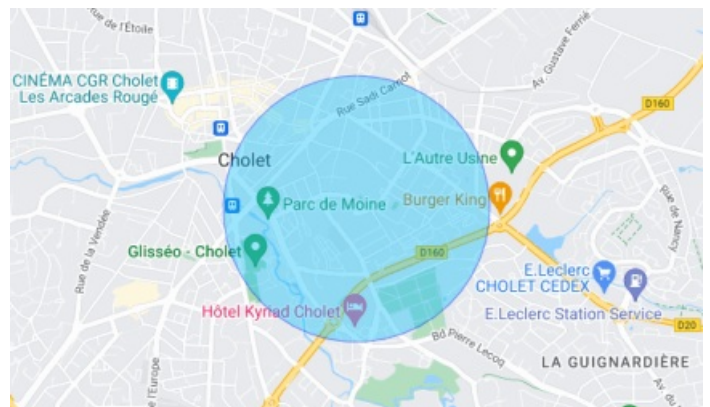 Rue de l'Étoile
Av. Gustave Ferrié
CINÉMA CGR Cholet
Les Arcades Rougé
Rue Sadi Carnot
D160
Cholet
L'Autre Usine
Parc de Moine
Burger King
Rue de Nancy
Rue de la Vendée
Glisséo - Cholet
D160
E.Leclerc
CHOLET CEDEX
Hôtel Kyriad Cholet
E.Leclerc Station Service
D20
Bd Pierre Lecoq
LA GUIGNARDIÈRE
l'Europe
Av. du